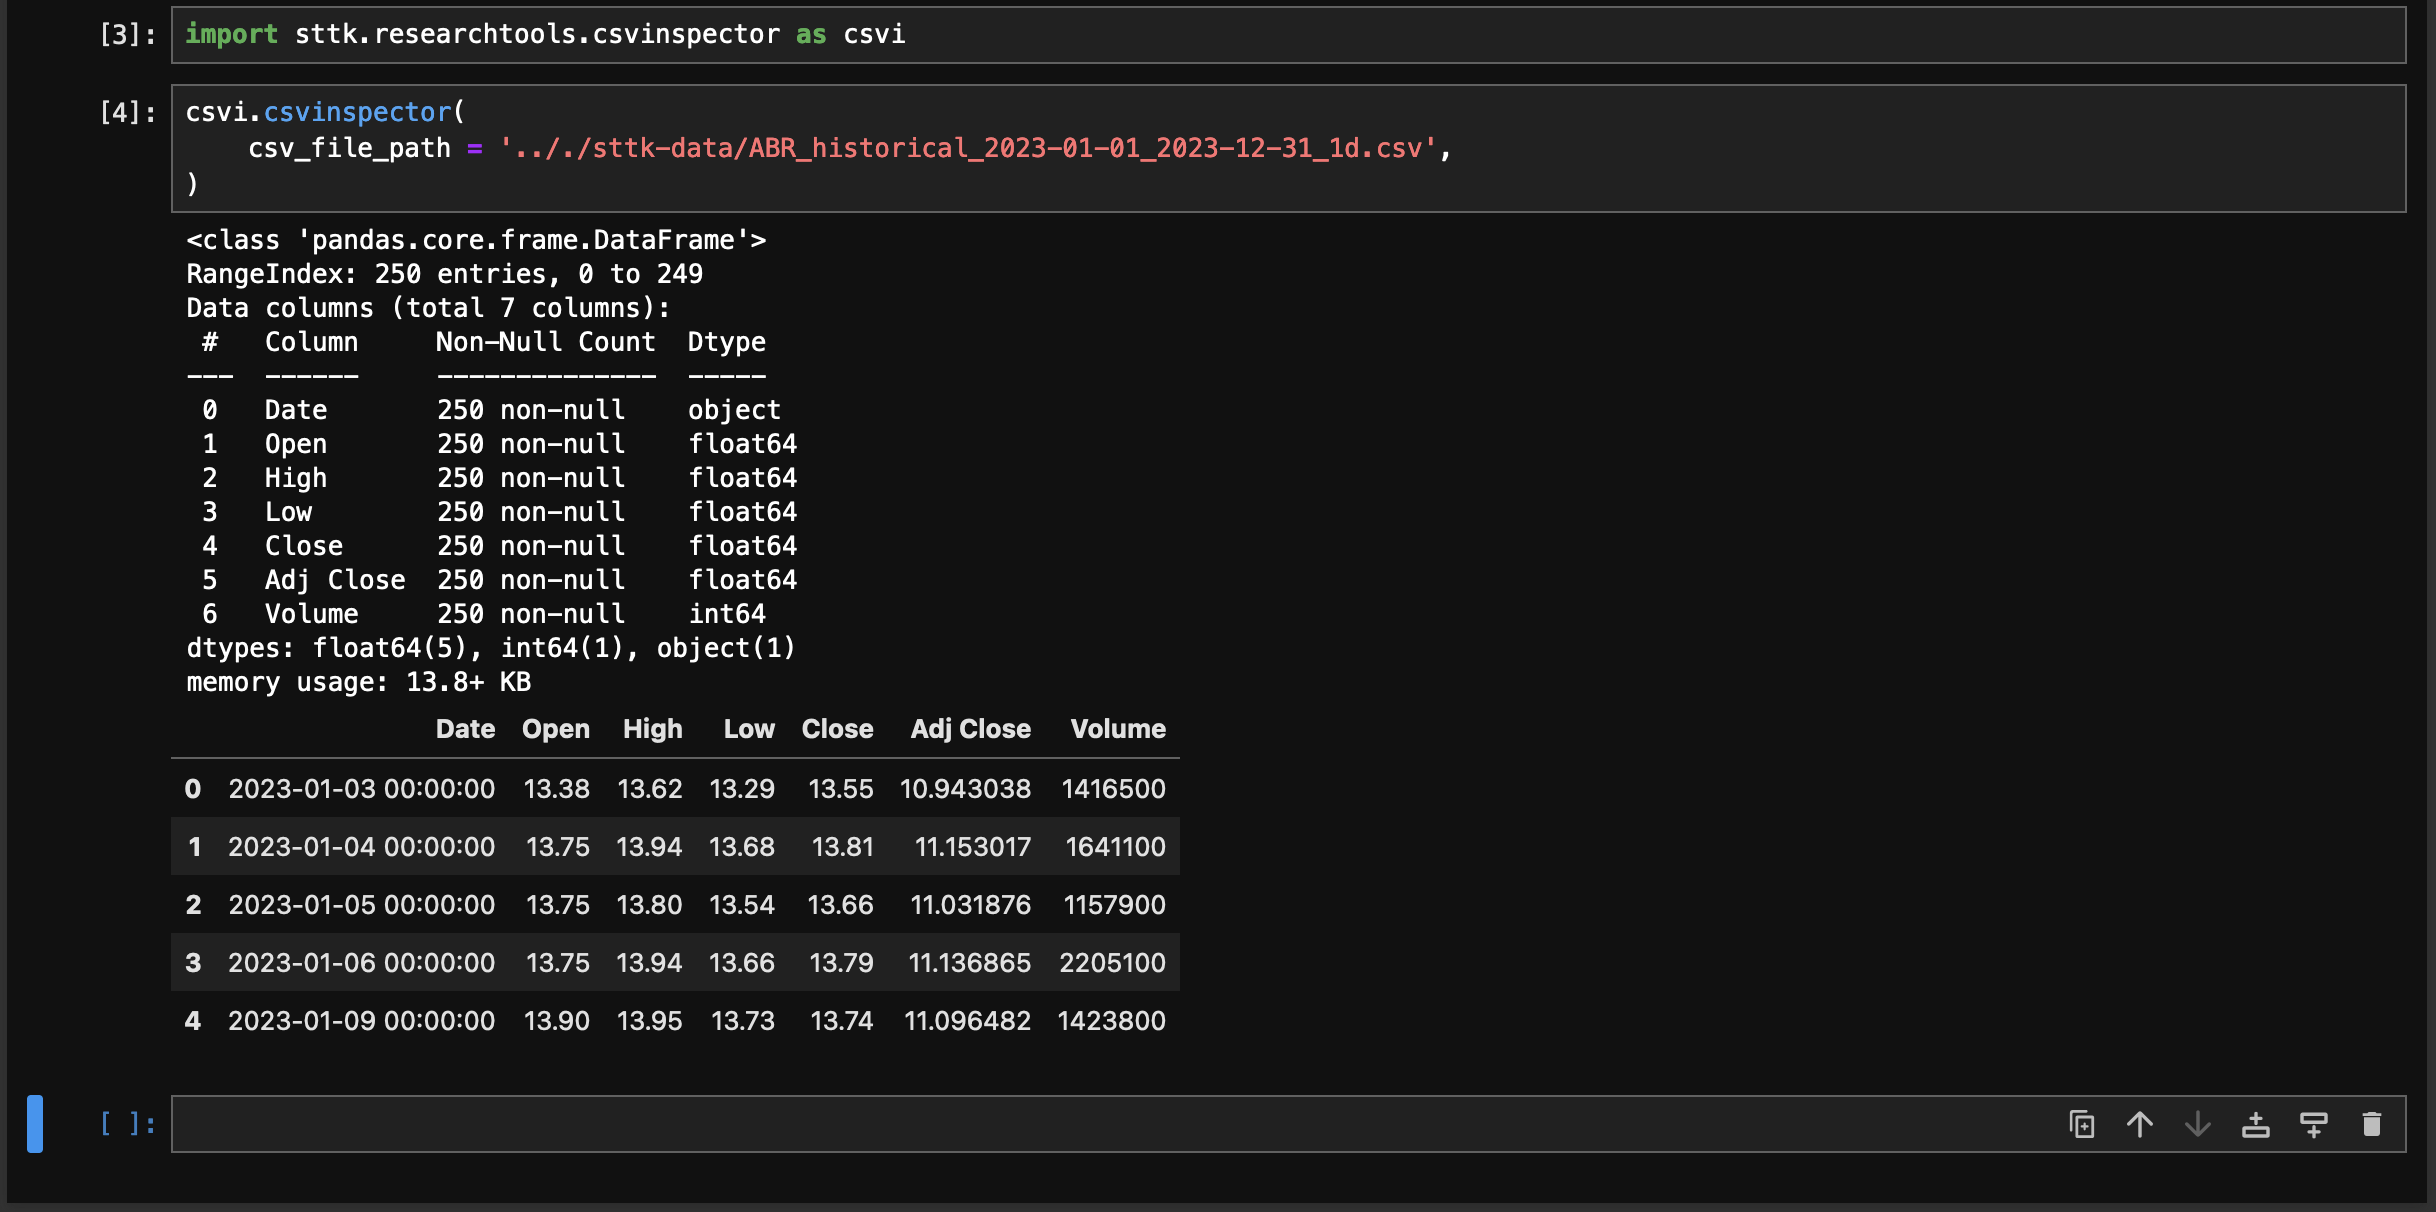 [3]: import sttk.researchtools.csvinspector as csvi
[4]: csvi.csvinspector(
csv_file_path = '.././sttk-data/ABR_historical_2023-01-01_2023-12-31_1d.csv',
)
<class 'pandas.core.frame.DataFrame'>
RangeIndex: 250 entries, 0 to 249
Data columns (total 7 columns):
#   Column     Non-Null Count  Dtype
---  ------     --------------  -----
0   Date       250 non-null    object
1   Open       250 non-null    float64
2   High       250 non-null    float64
3   Low        250 non-null    float64
4   Close      250 non-null    float64
5   Adj Close  250 non-null    float64
6   Volume     250 non-null    int64
dtypes: float64(5), int64(1), object(1)
memory usage: 13.8+ KB
Date Open High Low Close Adj Close Volume
0 2023-01-03 00:00:00 13.38 13.62 13.29 13.55 10.943038 1416500
1 2023-01-04 00:00:00 13.75 13.94 13.68 13.81 11.153017 1641100
2 2023-01-05 00:00:00 13.75 13.80 13.54 13.66 11.031876 1157900
3 2023-01-06 00:00:00 13.75 13.94 13.66 13.79 11.136865 2205100
4 2023-01-09 00:00:00 13.90 13.95 13.73 13.74 11.096482 1423800
[ ]: